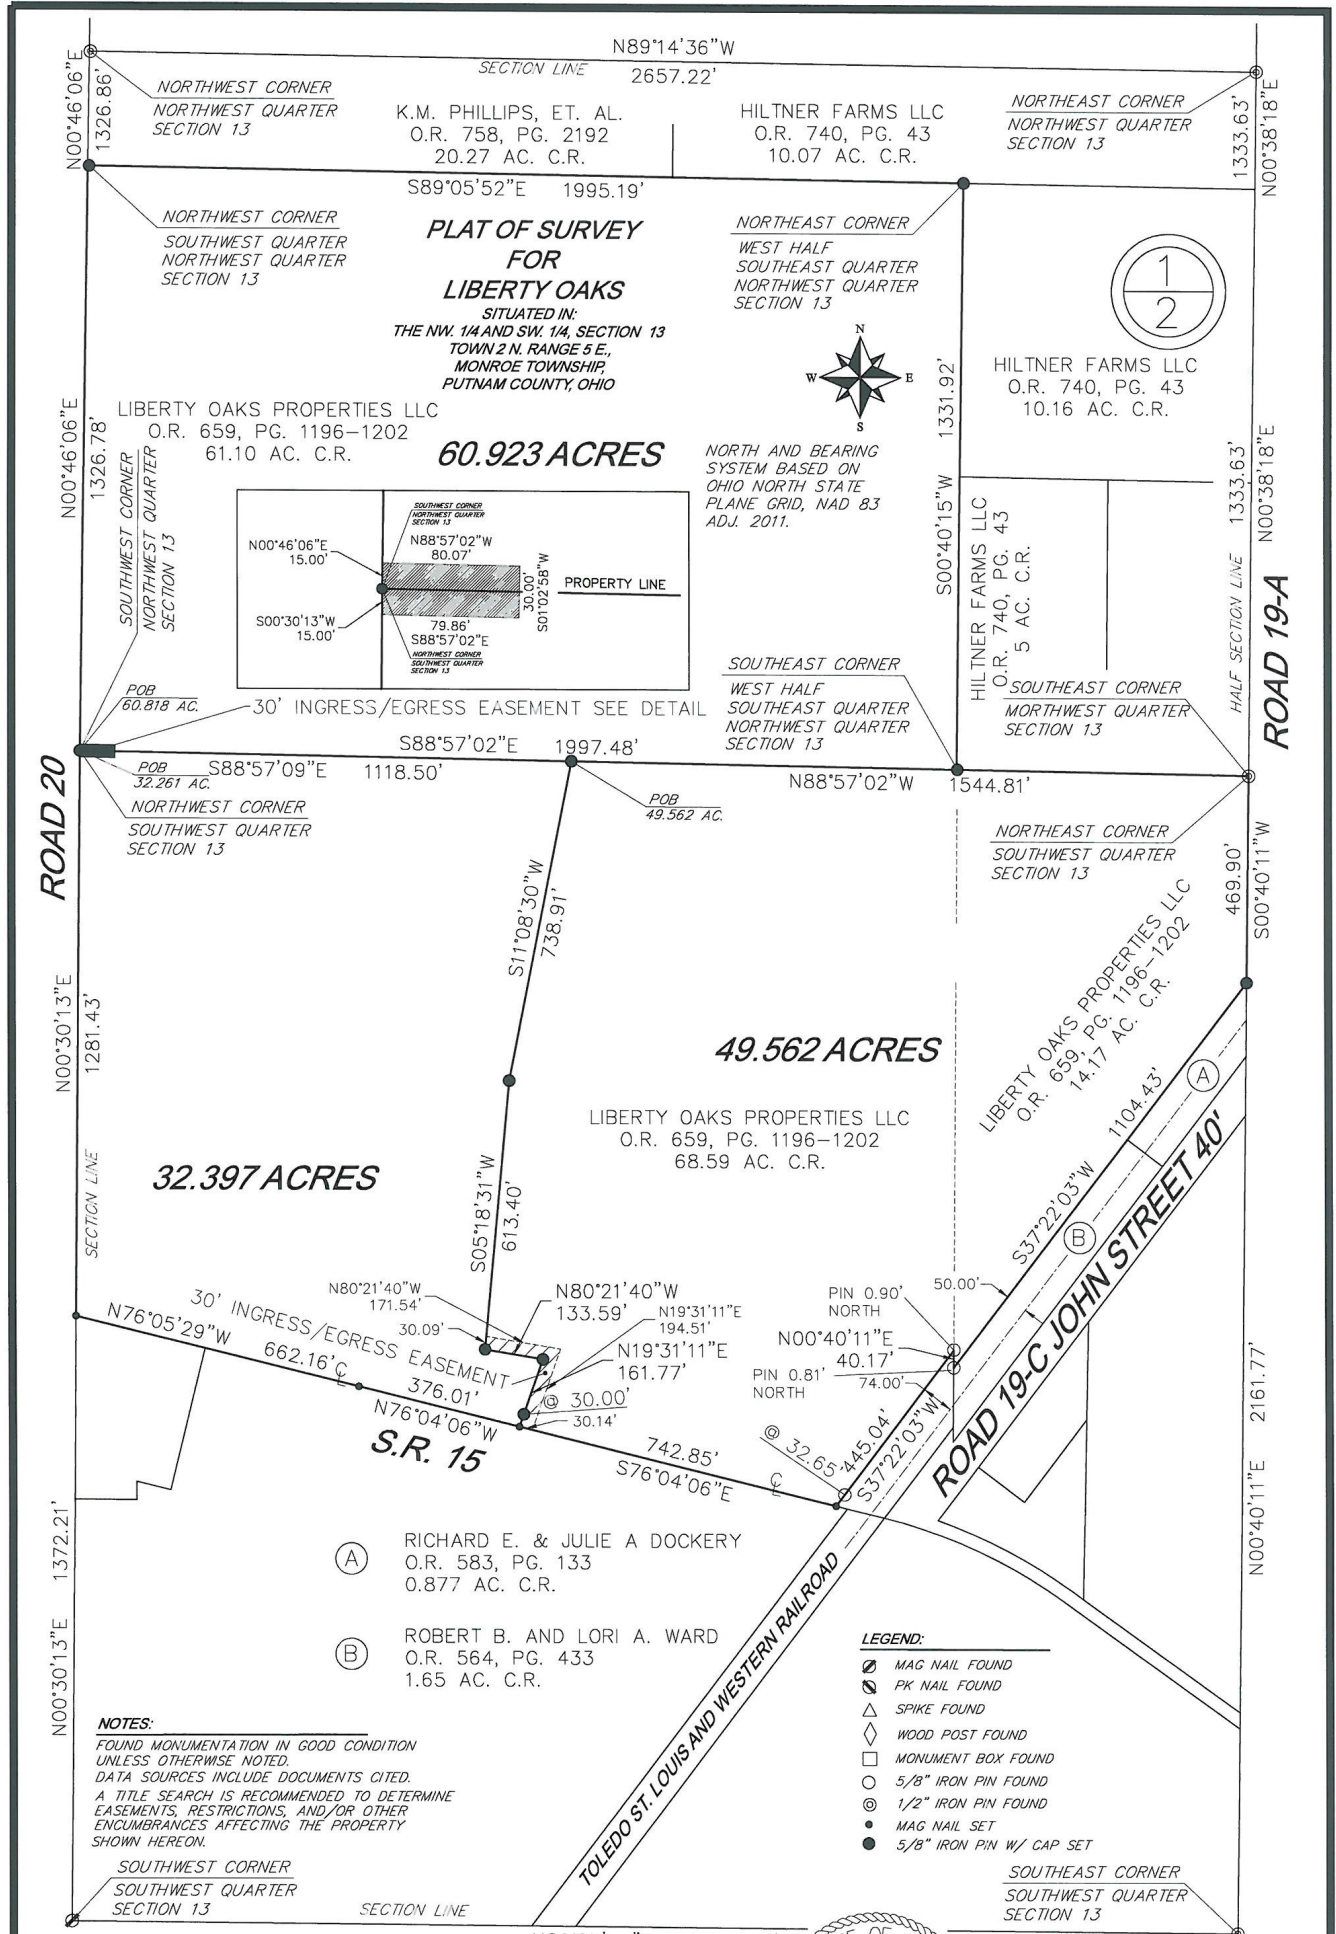 N89°14'36"W
SECTION LINE 2657.22'
N00°46'06"E
1326.86'
NORTHWEST CORNER
NORTHWEST QUARTER
SECTION 13
K.M. PHILLIPS, ET. AL.
O.R. 758, PG. 2192
20.27 AC. C.R.
HILTNER FARMS LLC
O.R. 740, PG. 43
10.07 AC. C.R.
NORTHEAST CORNER
NORTHWEST QUARTER
SECTION 13
1333.63'
N00°38'18"E
S89°05'52"E 1995.19'
NORTHWEST CORNER
SOUTHWEST QUARTER
NORTHWEST QUARTER
SECTION 13
PLAT OF SURVEY
FOR
LIBERTY OAKS
SITUATED IN:
THE NW. 1/4 AND SW. 1/4, SECTION 13
TOWN 2 N. RANGE 5 E.,
MONROE TOWNSHIP,
PUTNAM COUNTY, OHIO
NORTHEAST CORNER
WEST HALF
SOUTHEAST QUARTER
NORTHWEST QUARTER
SECTION 13
1
2
N
W E
S
HILTNER FARMS LLC
O.R. 740, PG. 43
10.16 AC. C.R.
N00°46'06"E
1326.78'
LIBERTY OAKS PROPERTIES LLC
O.R. 659, PG. 1196-1202
61.10 AC. C.R.
60.923 ACRES
NORTH AND BEARING
SYSTEM BASED ON
OHIO NORTH STATE
PLANE GRID, NAD 83
ADJ. 2011.
S00°40'15"W 1331.92'
1333.63'
N00°38'18"E
HALF SECTION LINE
ROAD 19-A
SOUTHWEST CORNER
NORTHWEST QUARTER
SECTION 13
SOUTHWEST CORNER
NORTHWEST QUARTER
SECTION 13
N00°46'06"E
15.00'
N88°57'02"W
80.07'
30.00'
S01°02'58"W
PROPERTY LINE
S00°30'13"W
15.00'
79.86'
S88°57'02"E
NORTHWEST CORNER
SOUTHWEST QUARTER
SECTION 13
HILTNER FARMS LLC
O.R. 740, PG. 43
5 AC. C.R.
POB
60.818 AC.
30' INGRESS/EGRESS EASEMENT SEE DETAIL
SOUTHEAST CORNER
WEST HALF
SOUTHEAST QUARTER
NORTHWEST QUARTER
SECTION 13
SOUTHEAST CORNER
MORTHWEST QUARTER
SECTION 13
S88°57'02"E 1997.48'
POB
32.261 AC.
S88°57'09"E 1118.50'
N88°57'02"W 1544.81'
ROAD 20
NORTHWEST CORNER
SOUTHWEST QUARTER
SECTION 13
POB
49.562 AC.
NORTHEAST CORNER
SOUTHWEST QUARTER
SECTION 13
469.90'
S00°40'11"W
S11°08'30"W
738.91'
N00°30'13"E
1281.43'
LIBERTY OAKS PROPERTIES LLC
O.R. 659, PG. 1196-1202
14.17 AC. C.R.
49.562 ACRES
LIBERTY OAKS PROPERTIES LLC
O.R. 659, PG. 1196-1202
68.59 AC. C.R.
A
1104.43'
S37°22'03"W
B
ROAD 19-C JOHN STREET 40'
SECTION LINE
32.397 ACRES
S05°18'31"W
613.40'
N80°21'40"W
171.54'
30.09'
N80°21'40"W
133.59'
N19°31'11"E
194.51'
N19°31'11"E
161.77'
@ 30.00'
30.14'
PIN 0.90'
NORTH
50.00'
N00°40'11"E
40.17'
PIN 0.81'
NORTH
74.00'
30' INGRESS/EGRESS EASEMENT
N76°05'29"W
662.16'
CL
376.01'
N76°04'06"W
S.R. 15
742.85'
S76°04'06"E
CL
@ 32.65'
445.04'
S37°22'03"W
2161.77'
N00°40'11"E
1372.21'
N00°30'13"E
A
RICHARD E. & JULIE A DOCKERY
O.R. 583, PG. 133
0.877 AC. C.R.
B
ROBERT B. AND LORI A. WARD
O.R. 564, PG. 433
1.65 AC. C.R.
TOLEDO ST. LOUIS AND WESTERN RAILROAD
LEGEND:
MAG NAIL FOUND
PK NAIL FOUND
SPIKE FOUND
WOOD POST FOUND
MONUMENT BOX FOUND
5/8" IRON PIN FOUND
1/2" IRON PIN FOUND
MAG NAIL SET
5/8" IRON PIN W/ CAP SET
NOTES:
FOUND MONUMENTATION IN GOOD CONDITION
UNLESS OTHERWISE NOTED.
DATA SOURCES INCLUDE DOCUMENTS CITED.
A TITLE SEARCH IS RECOMMENDED TO DETERMINE
EASEMENTS, RESTRICTIONS, AND/OR OTHER
ENCUMBRANCES AFFECTING THE PROPERTY
SHOWN HEREON.
SOUTHWEST CORNER
SOUTHWEST QUARTER
SECTION 13
SECTION LINE
SOUTHEAST CORNER
SOUTHWEST QUARTER
SECTION 13